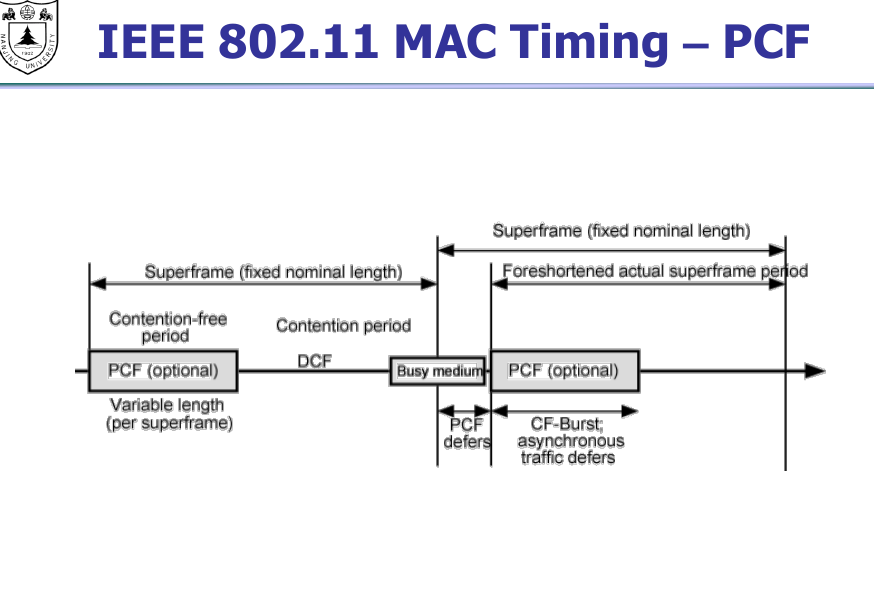 NANJING UNIVERSITY
1902
IEEE 802.11 MAC Timing – PCF
Superframe (fixed nominal length)
Superframe (fixed nominal length)
Foreshortened actual superframe period
Contention-free
period
Contention period
PCF (optional)
DCF
Busy medium
PCF (optional)
Variable length
(per superframe)
PCF
defers
CF-Burst;
asynchronous
traffic defers